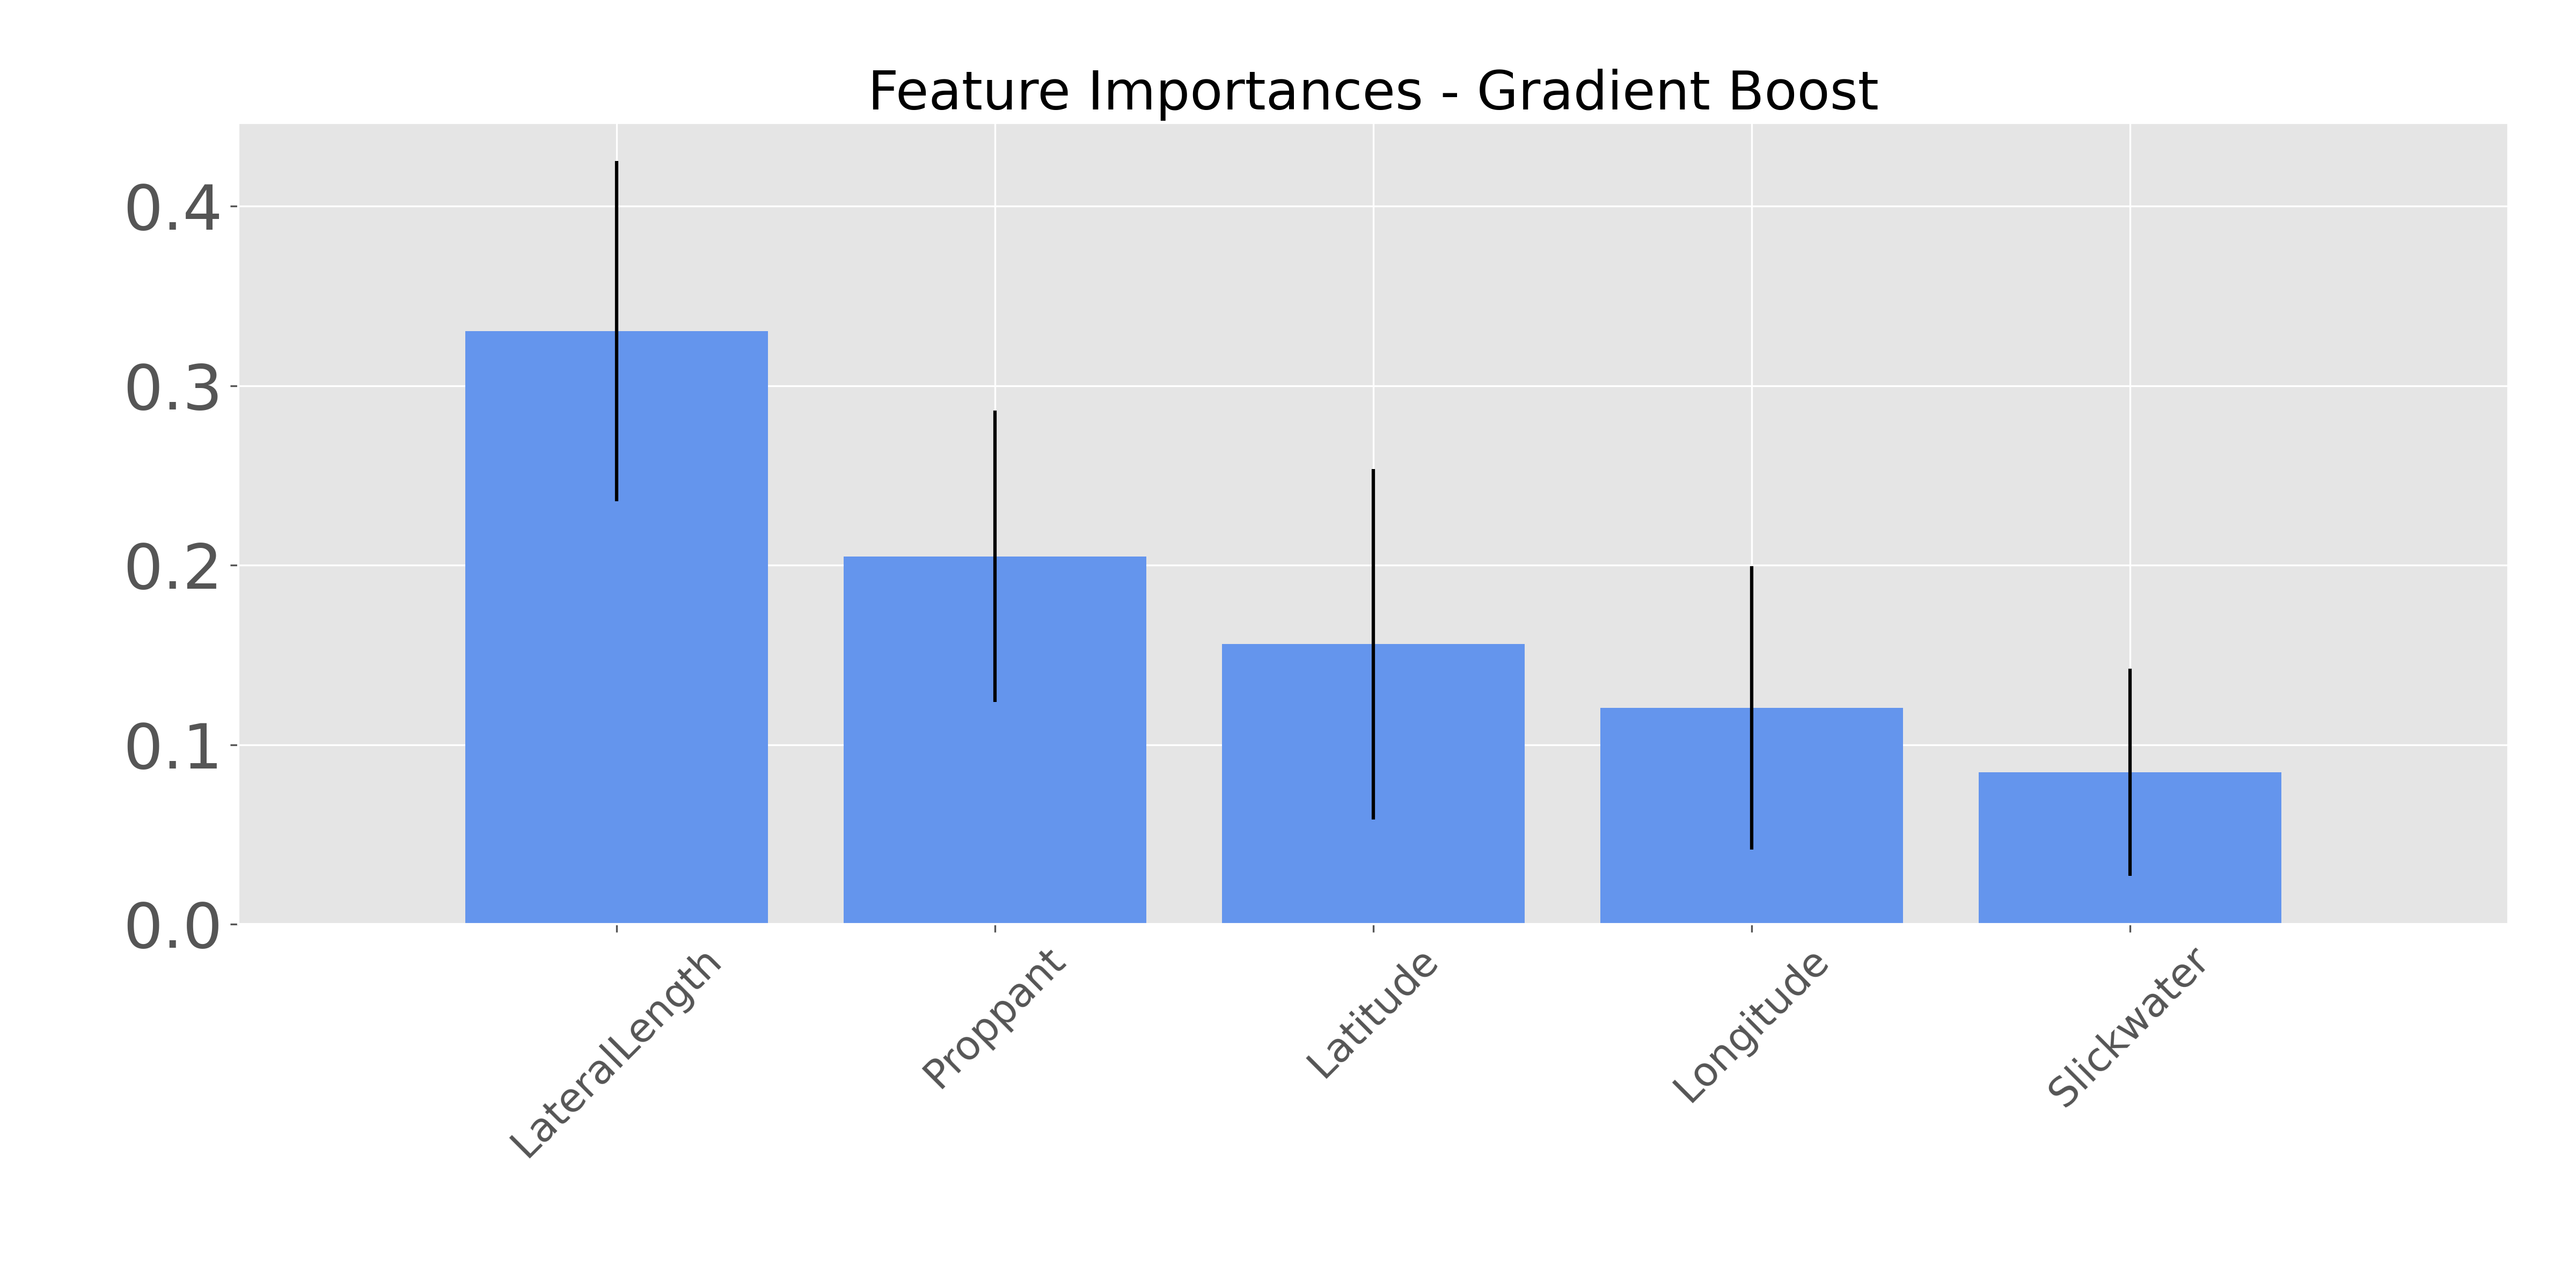 Feature Importances - Gradient Boost
0.4
0.3
0.2
0.1
0.0
LateralLength
Proppant
Latitude
Longitude
Slickwater